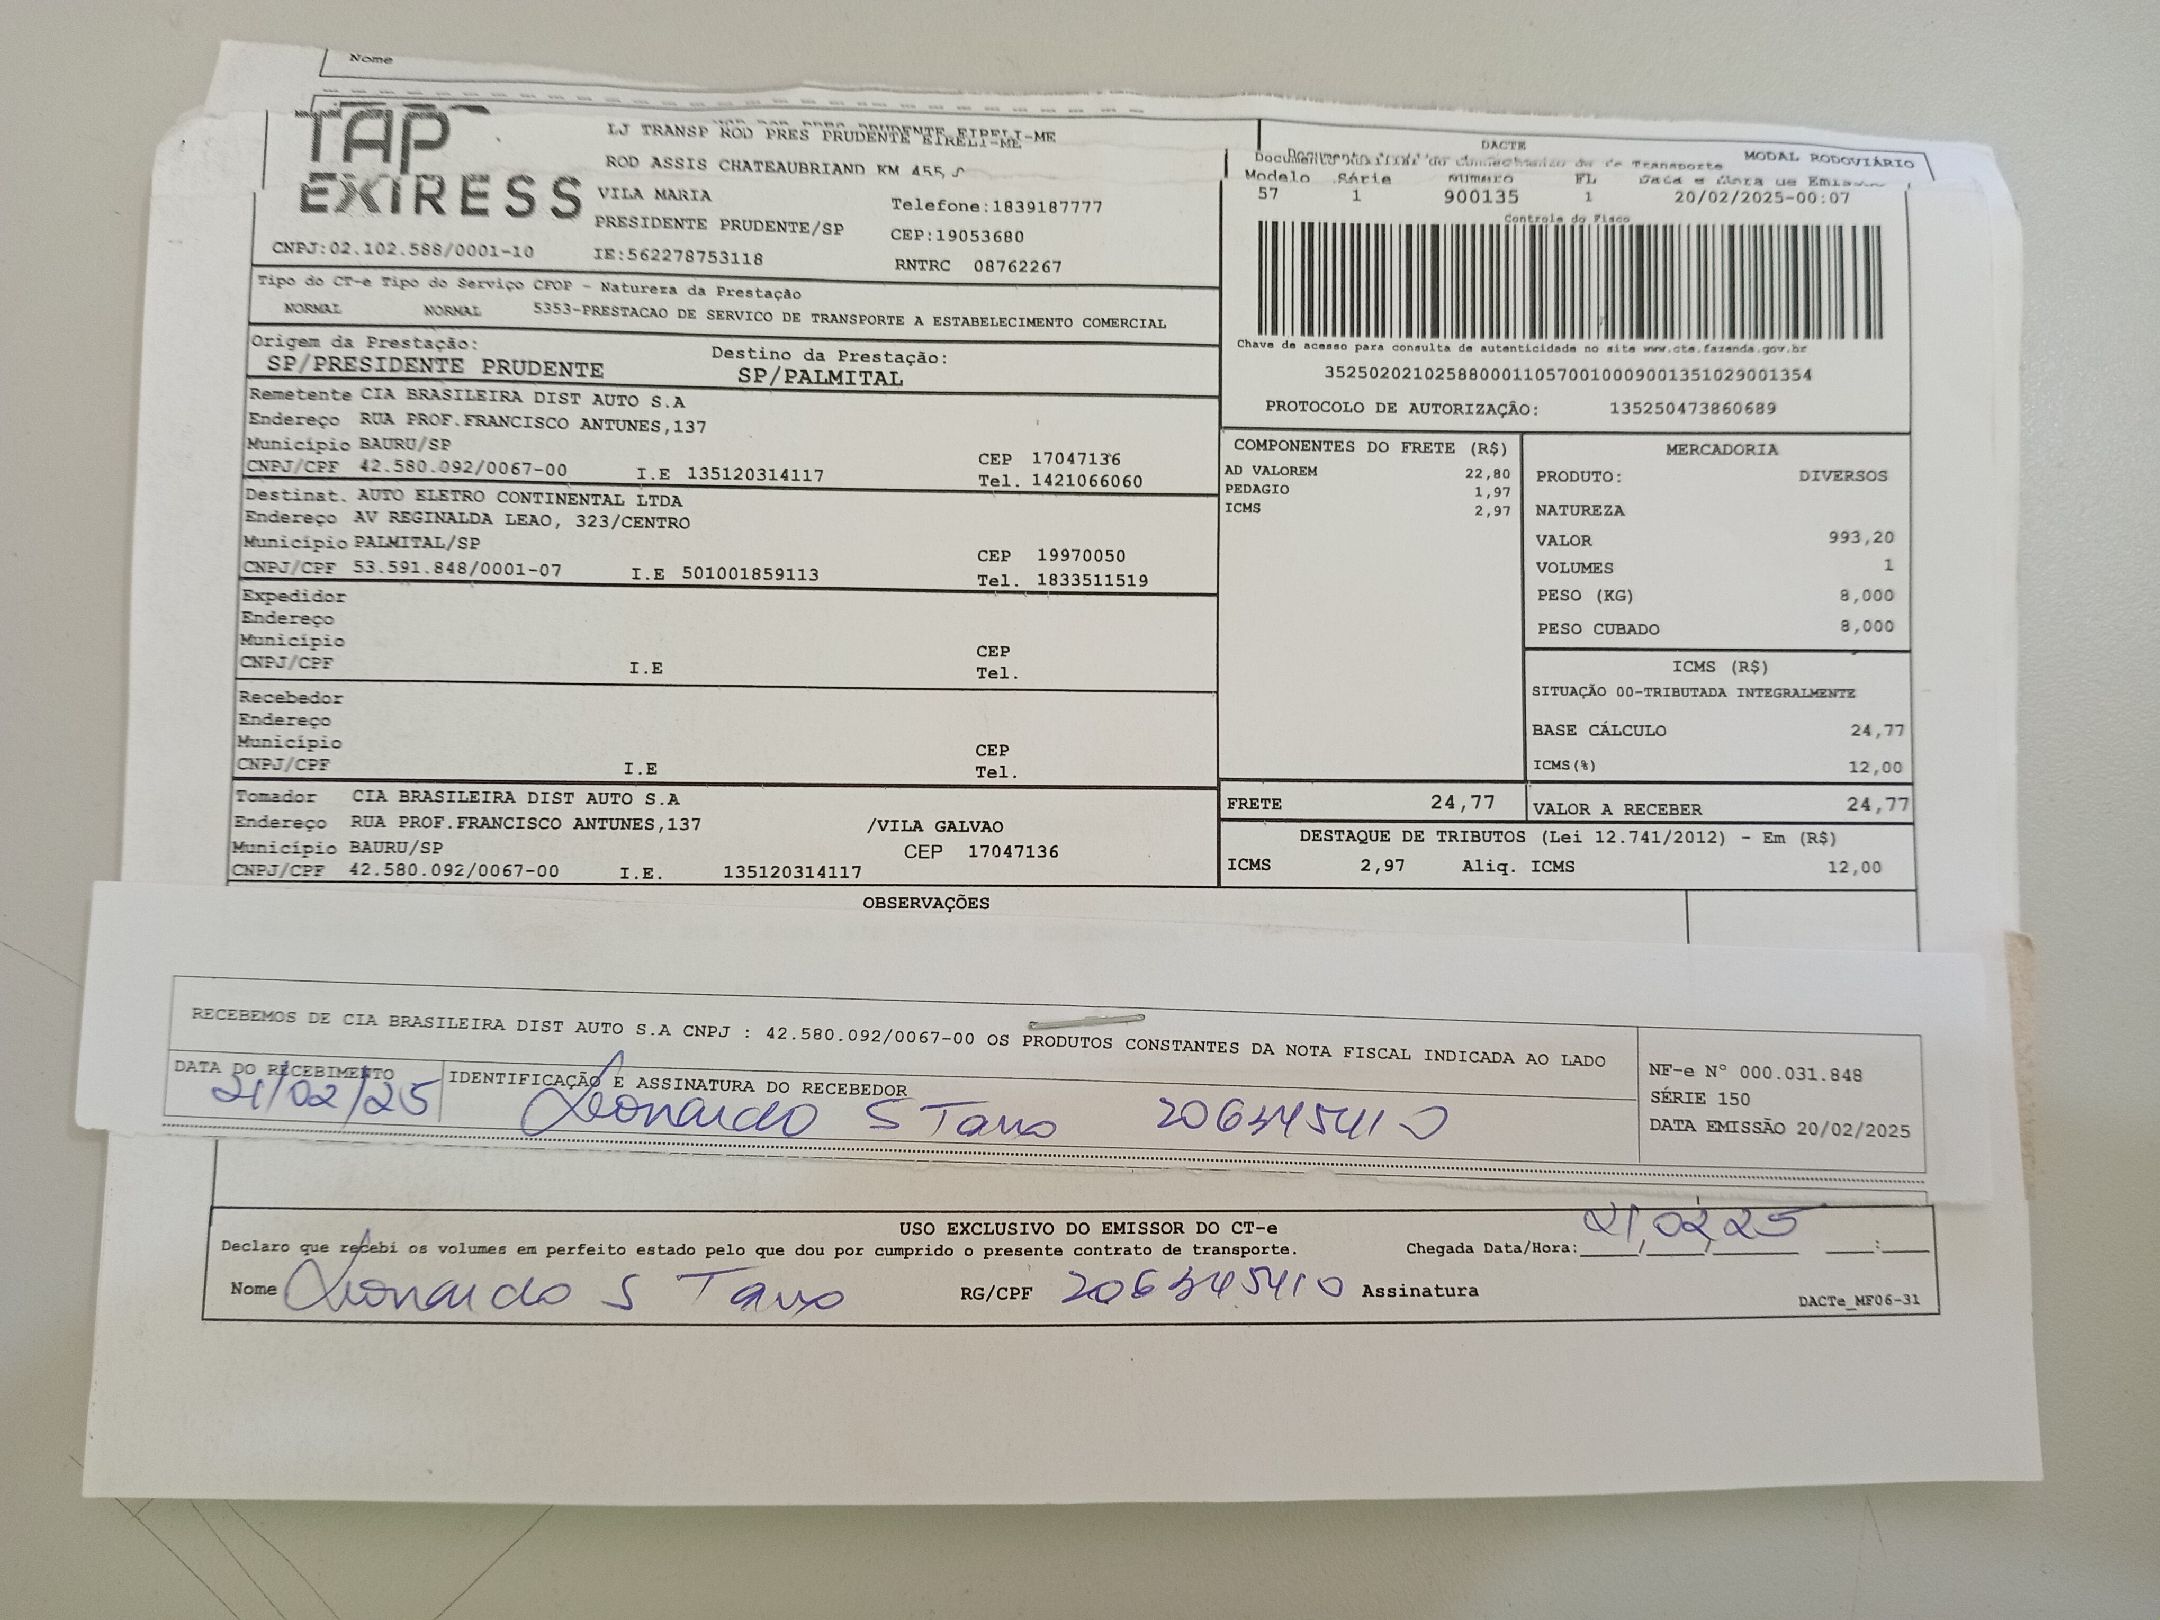 Nome
TAP
EXPRESS
LJ TRANSP ROD PRES PRUDENTE EIRELI-ME
ROD ASSIS CHATEAUBRIAND KM 455,
VILA MARIA
Telefone:1839187777
PRESIDENTE PRUDENTE/SP
CEP:19053680
CNPJ:02.102.588/0001-10
IE:562278753118
RNTRC 08762267
DACTE
MODAL RODOVIÁRIO
Modelo Série Número FL Data e Hora de
57 1 900135 1 20/02/2025-00:07
Controle do Fisco
Chave de acesso para consulta de autenticidade no site www.cte.fazenda.gov.br
35250202102588000110570010009001351029001354
PROTOCOLO DE AUTORIZAÇÃO: 135250473860689
Tipo do CT-e Tipo do Serviço CFOP - Natureza da Prestação
NORMAL NORMAL 5353-PRESTACAO DE SERVICO DE TRANSPORTE A ESTABELECIMENTO COMERCIAL
Origem da Prestação: Destino da Prestação:
SP/PRESIDENTE PRUDENTE SP/PALMITAL
Remetente CIA BRASILEIRA DIST AUTO S.A
Endereço RUA PROF.FRANCISCO ANTUNES,137
Município BAURU/SP CEP 17047136
CNPJ/CPF 42.580.092/0067-00 I.E 135120314117 Tel. 1421066060
Destinat. AUTO ELETRO CONTINENTAL LTDA
Endereço AV REGINALDA LEAO, 323/CENTRO
Município PALMITAL/SP CEP 19970050
CNPJ/CPF 53.591.848/0001-07 I.E 501001859113 Tel. 1833511519
Expedidor
Endereço
Município CEP
CNPJ/CPF I.E Tel.
Recebedor
Endereço
Município CEP
CNPJ/CPF I.E Tel.
Tomador CIA BRASILEIRA DIST AUTO S.A
Endereço RUA PROF.FRANCISCO ANTUNES,137 /VILA GALVAO
Município BAURU/SP CEP 17047136
CNPJ/CPF 42.580.092/0067-00 I.E. 135120314117
COMPONENTES DO FRETE (R$)
AD VALOREM 22,80
PEDAGIO 1,97
ICMS 2,97
MERCADORIA
PRODUTO: DIVERSOS
NATUREZA
VALOR 993,20
VOLUMES 1
PESO (KG) 8,000
PESO CUBADO 8,000
ICMS (R$)
SITUAÇÃO 00-TRIBUTADA INTEGRALMENTE
BASE CÁLCULO 24,77
ICMS(%) 12,00
FRETE 24,77 VALOR A RECEBER 24,77
DESTAQUE DE TRIBUTOS (Lei 12.741/2012) - Em (R$)
ICMS 2,97 Aliq. ICMS 12,00
OBSERVAÇÕES
RECEBEMOS DE CIA BRASILEIRA DIST AUTO S.A CNPJ : 42.580.092/0067-00 OS PRODUTOS CONSTANTES DA NOTA FISCAL INDICADA AO LADO
DATA DO RECEBIMENTO IDENTIFICAÇÃO E ASSINATURA DO RECEBEDOR
21/02/25 Leonardo S
NF-e Nº 000.031.848
SÉRIE 150
DATA EMISSÃO 20/02/2025
USO EXCLUSIVO DO EMISSOR DO CT-e
Declaro que recebi os volumes em perfeito estado pelo que dou por cumprido o presente contrato de transporte.
Chegada Data/Hora: 21/02/25
Nome Leonardo S RG/CPF Assinatura
DACTe_MF06-31